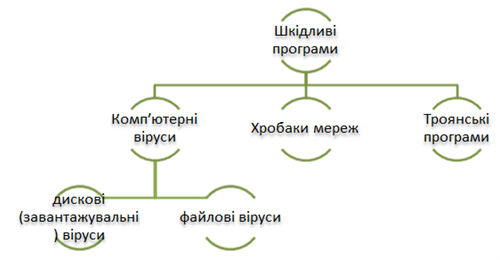 Шкідливі
програми
Комп'ютерні
віруси
Хробаки мереж
Троянські
програми
дискові
(завантажувальні
) віруси
файлові віруси